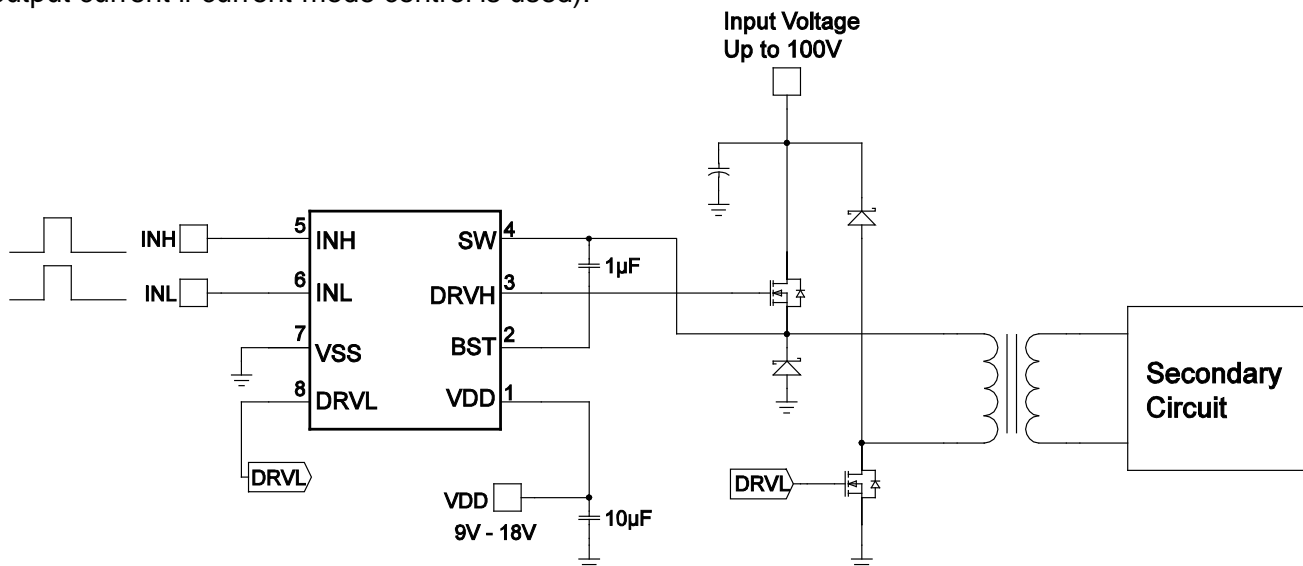 output current if current mode control is used).
Input Voltage
Up to 100V
INH
5
INH
SW
4
1µF
INL
6
INL
DRVH
3
7
VSS
BST
2
8
DRVL
VDD
1
DRVL
VDD
9V - 18V
10µF
DRVL
Secondary
Circuit